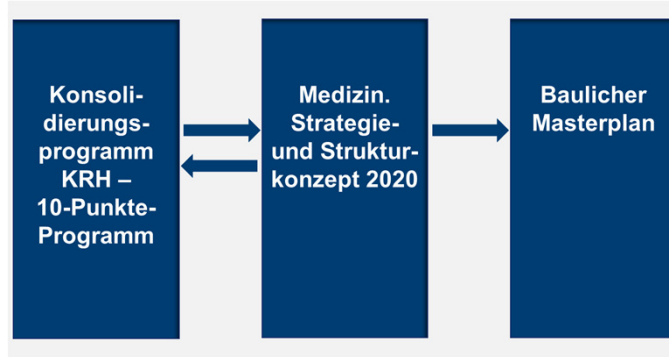 Konsoli-
dierungs-
programm
KRH –
10-Punkte-
Programm
Medizin.
Strategie-
und Struktur-
konzept 2020
Baulicher
Masterplan